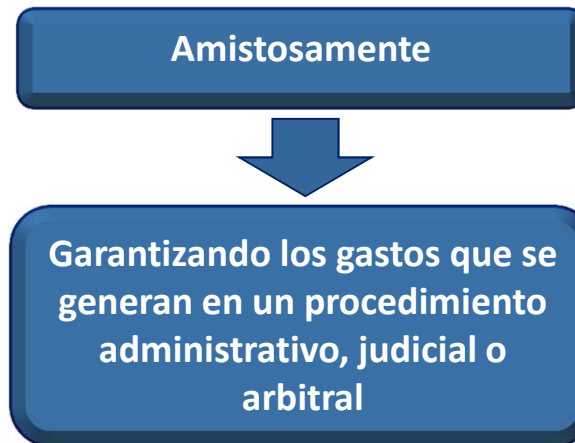 Amistosamente
Garantizando los gastos que se
generan en un procedimiento
administrativo, judicial o
arbitral